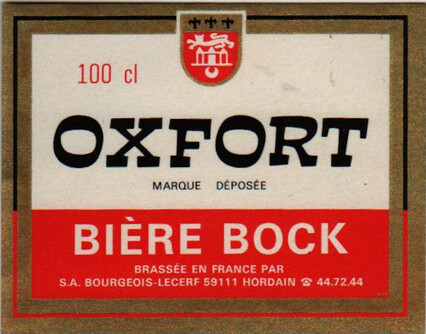 100 cl
OXFORT
MARQUE DÉPOSÉE
BIÈRE BOCK
BRASSÉE EN FRANCE PAR
S.A. BOURGEOIS-LECERF 59111 HORDAIN ☎ 44.72.44